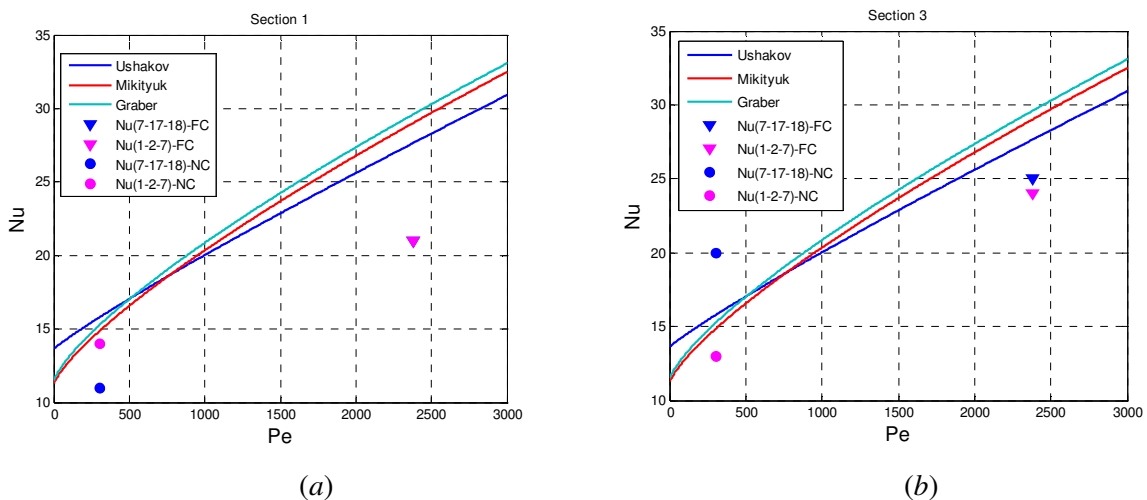 Section 1
35
30
25
20
15
10
Nu
0 500 1000 1500 2000 2500 3000
Pe
Ushakov
Mikityuk
Graber
Nu(7-17-18)-FC
Nu(1-2-7)-FC
Nu(7-17-18)-NC
Nu(1-2-7)-NC
(a)
Section 3
35
30
25
20
15
10
Nu
0 500 1000 1500 2000 2500 3000
Pe
Ushakov
Mikityuk
Graber
Nu(7-17-18)-FC
Nu(1-2-7)-FC
Nu(7-17-18)-NC
Nu(1-2-7)-NC
(b)